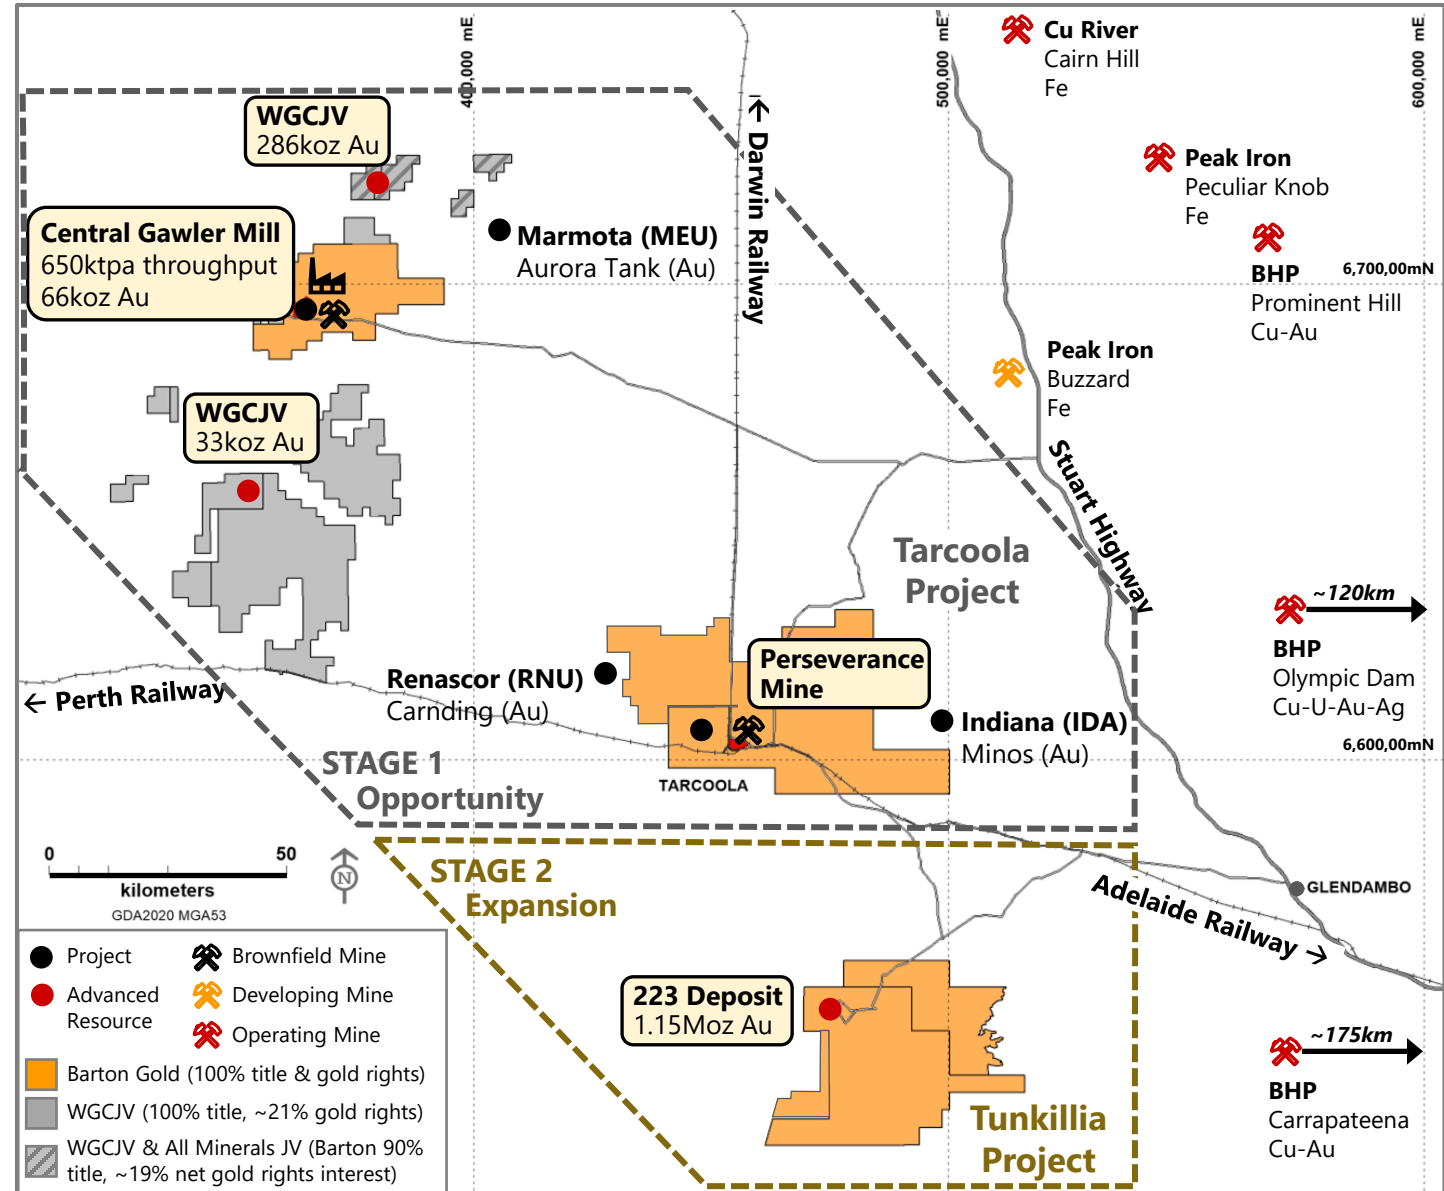 400,000 mE
500,000 mE
600,000 mE
Cu River
Cairn Hill
Fe
WGCJV
286koz Au
← Darwin Railway
Peak Iron
Peculiar Knob
Fe
Central Gawler Mill
650ktpa throughput
66koz Au
Marmota (MEU)
Aurora Tank (Au)
6,700,00mN
BHP
Prominent Hill
Cu-Au
Peak Iron
Buzzard
Fe
WGCJV
33koz Au
Stuart Highway
Tarcoola
Project
~120km
BHP
Olympic Dam
Cu-U-Au-Ag
Perseverance
Mine
Renascor (RNU)
Carnding (Au)
← Perth Railway
Indiana (IDA)
Minos (Au)
6,600,00mN
STAGE 1
Opportunity
TARCOOLA
0 50
kilometers
GDA2020 MGA53
N
STAGE 2
Expansion
Adelaide Railway →
GLENDAMBO
223 Deposit
1.15Moz Au
~175km
BHP
Carrapateena
Cu-Au
Tunkillia
Project
Project
Brownfield Mine
Advanced
Resource
Developing Mine
Operating Mine
Barton Gold (100% title & gold rights)
WGCJV (100% title, ~21% gold rights)
WGCJV & All Minerals JV (Barton 90%
title, ~19% net gold rights interest)